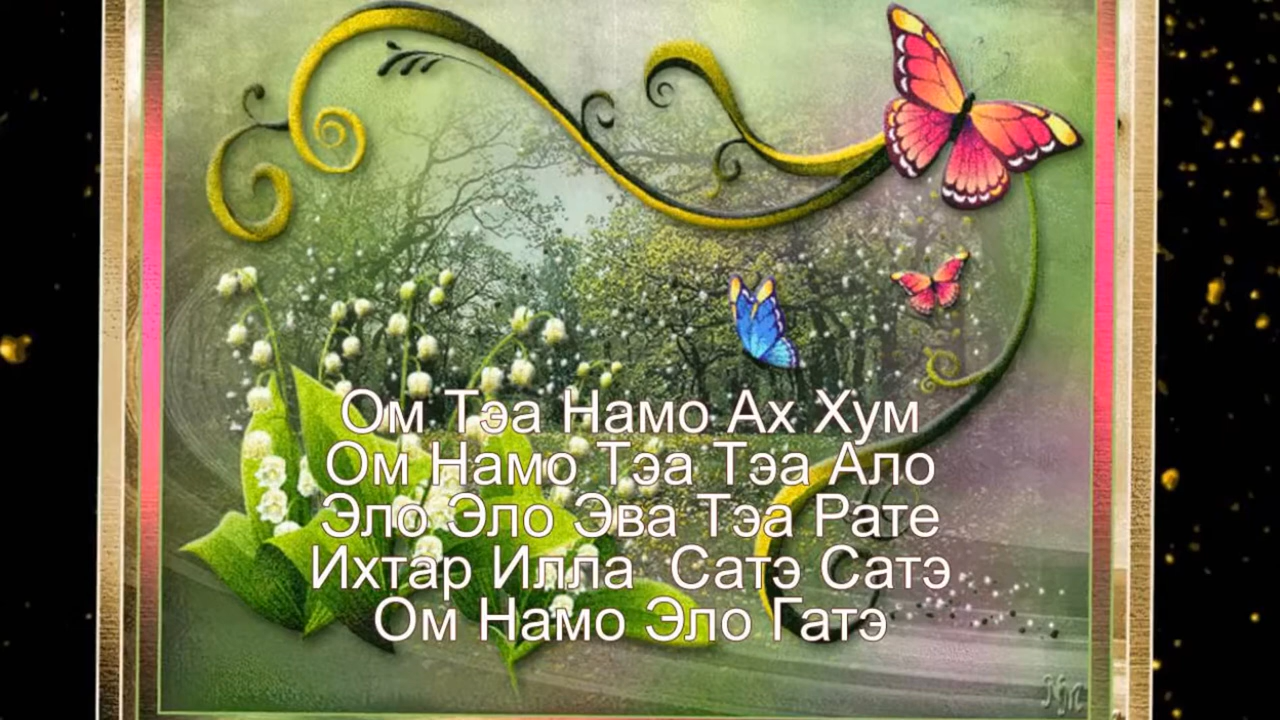 Ом Тэа Намо Ах Хум
Ом Намо Тэа Тэа Ало
Эло Эло Эва Тэа Рате
Ихтар Илла Сатэ Сатэ
Ом Намо Эло Гатэ